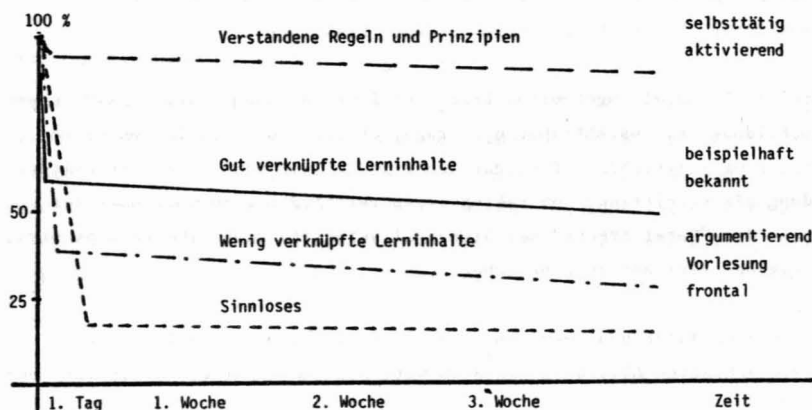 100 %
Verstandene Regeln und Prinzipien
selbsttätig
aktivierend
Gut verknüpfte Lerninhalte
beispielhaft
bekannt
50
Wenig verknüpfte Lerninhalte
argumentierend
Vorlesung
frontal
25
Sinnloses
1. Tag 1. Woche 2. Woche 3. Woche Zeit